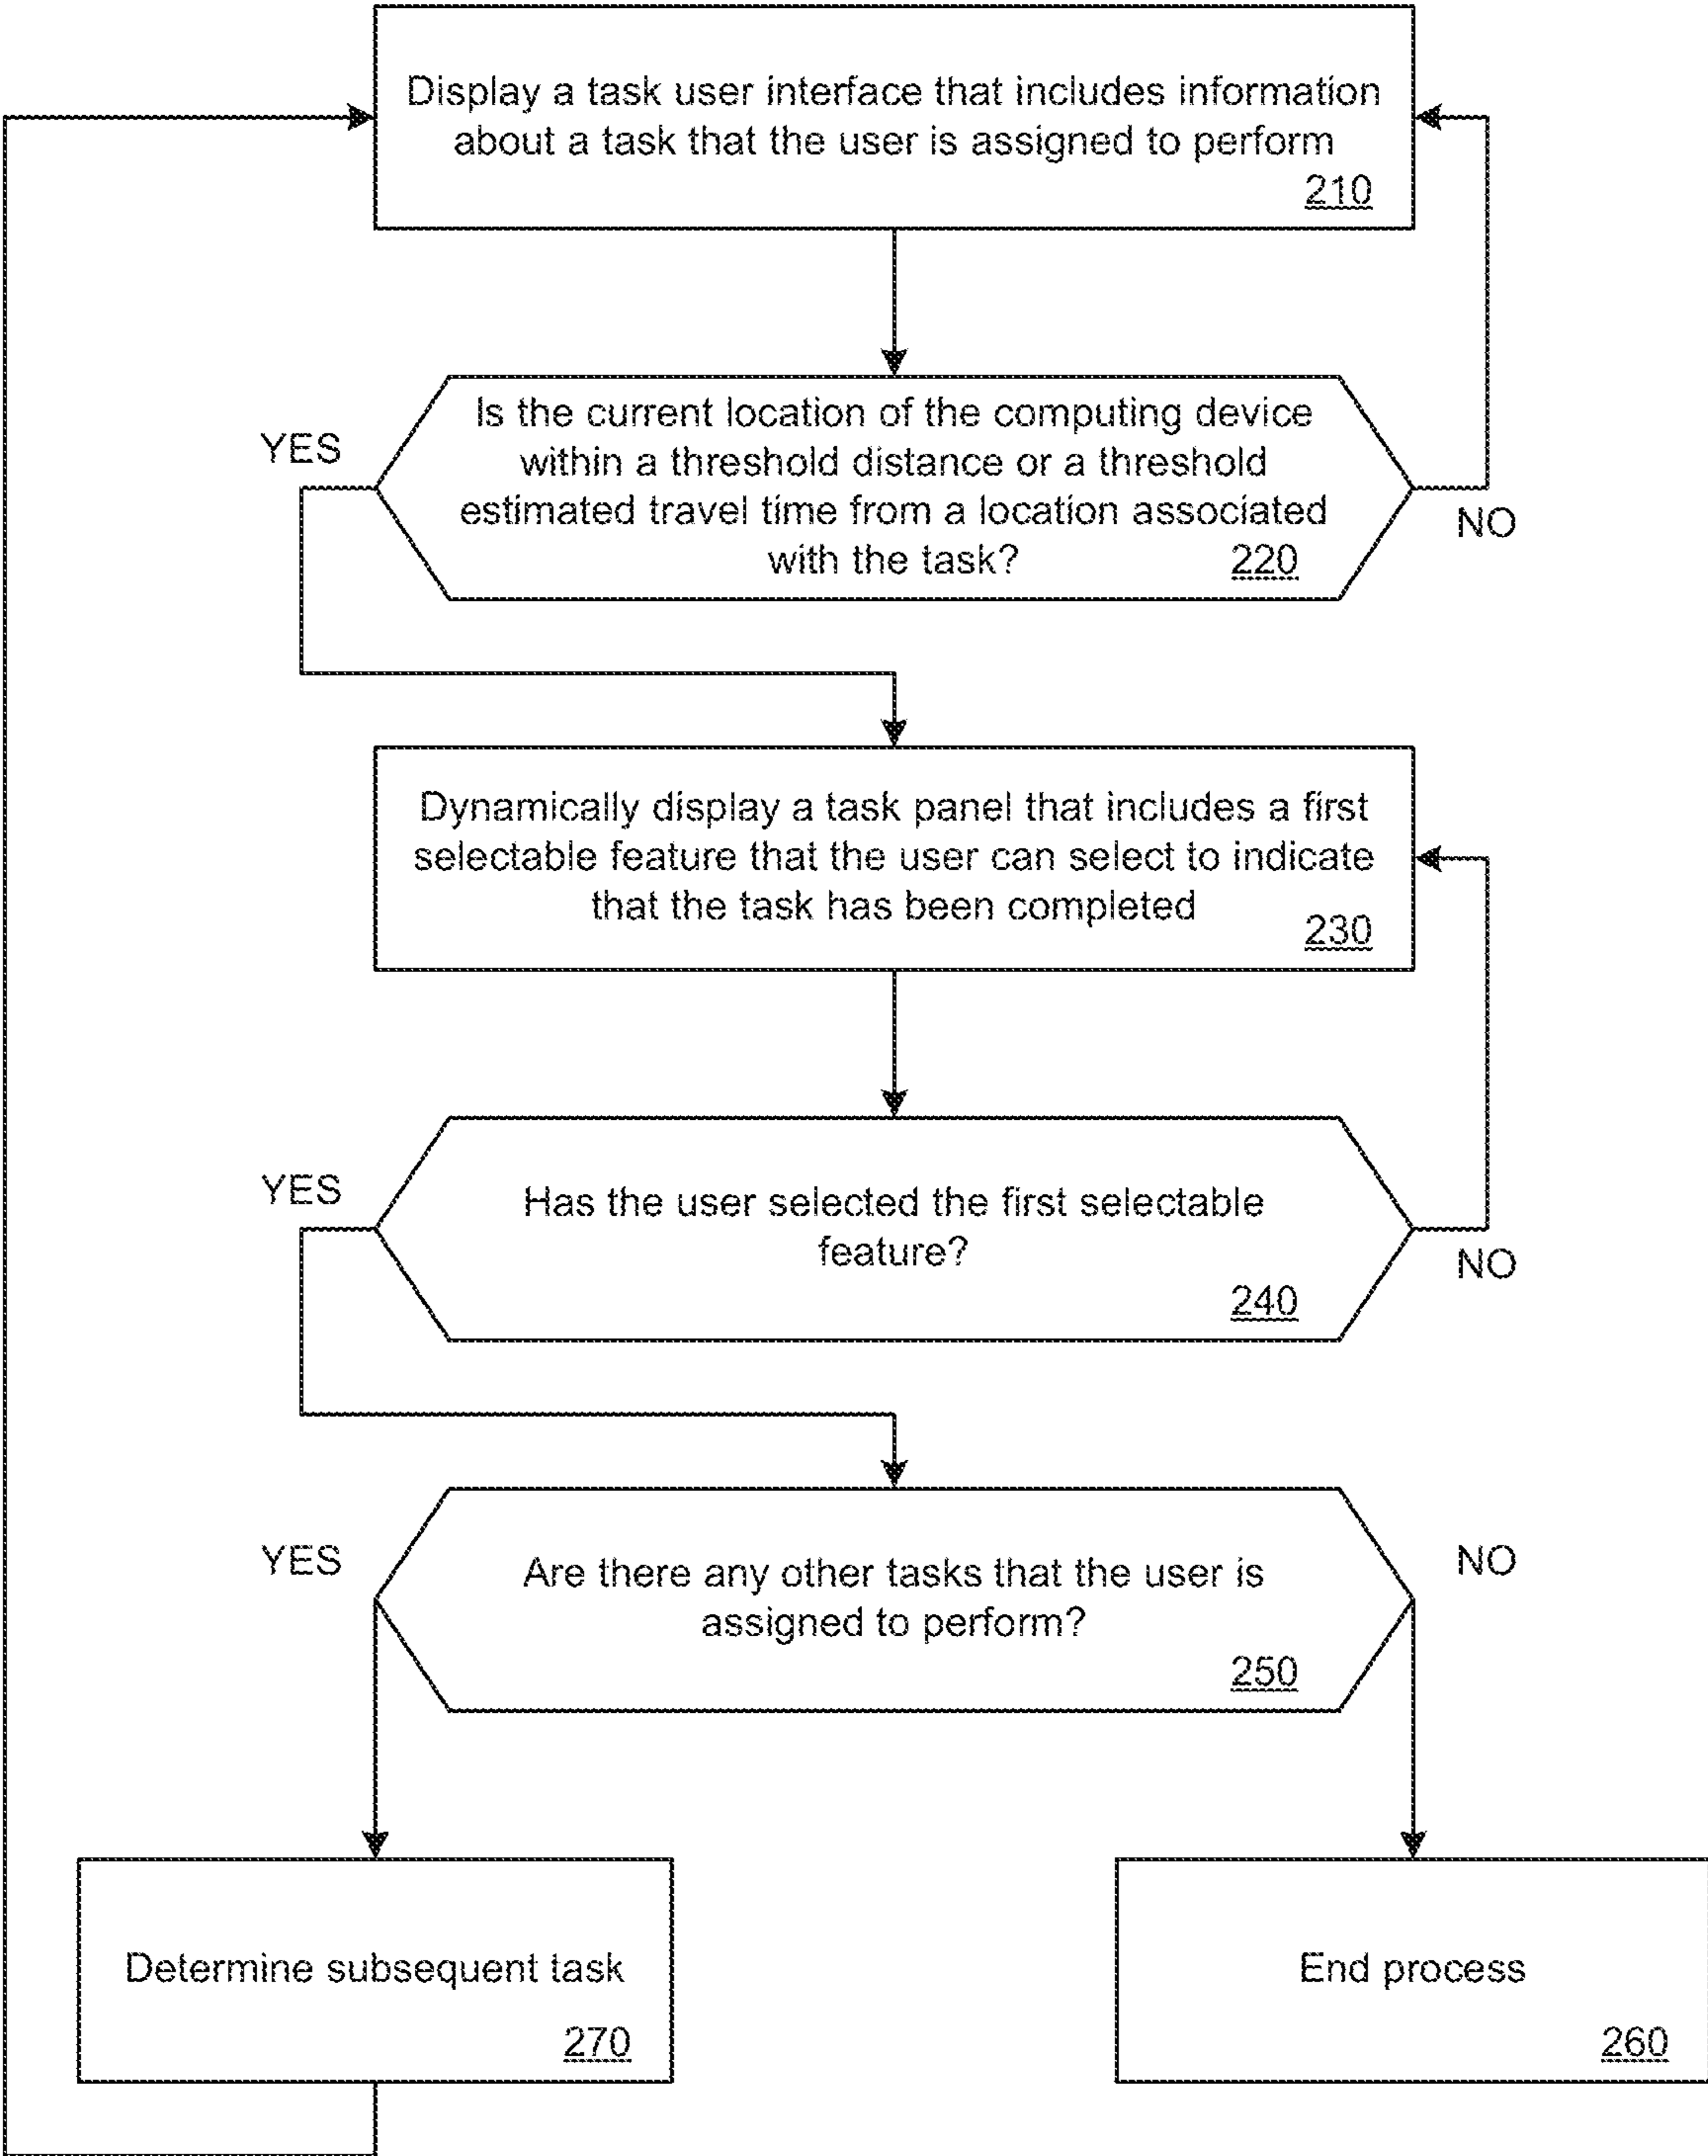 Display a task user interface that includes information
about a task that the user is assigned to perform
210
Is the current location of the computing device
within a threshold distance or a threshold
estimated travel time from a location associated
with the task?
220
YES
NO
Dynamically display a task panel that includes a first
selectable feature that the user can select to indicate
that the task has been completed
230
Has the user selected the first selectable
feature?
240
YES
NO
Are there any other tasks that the user is
assigned to perform?
250
YES
NO
Determine subsequent task
270
End process
260